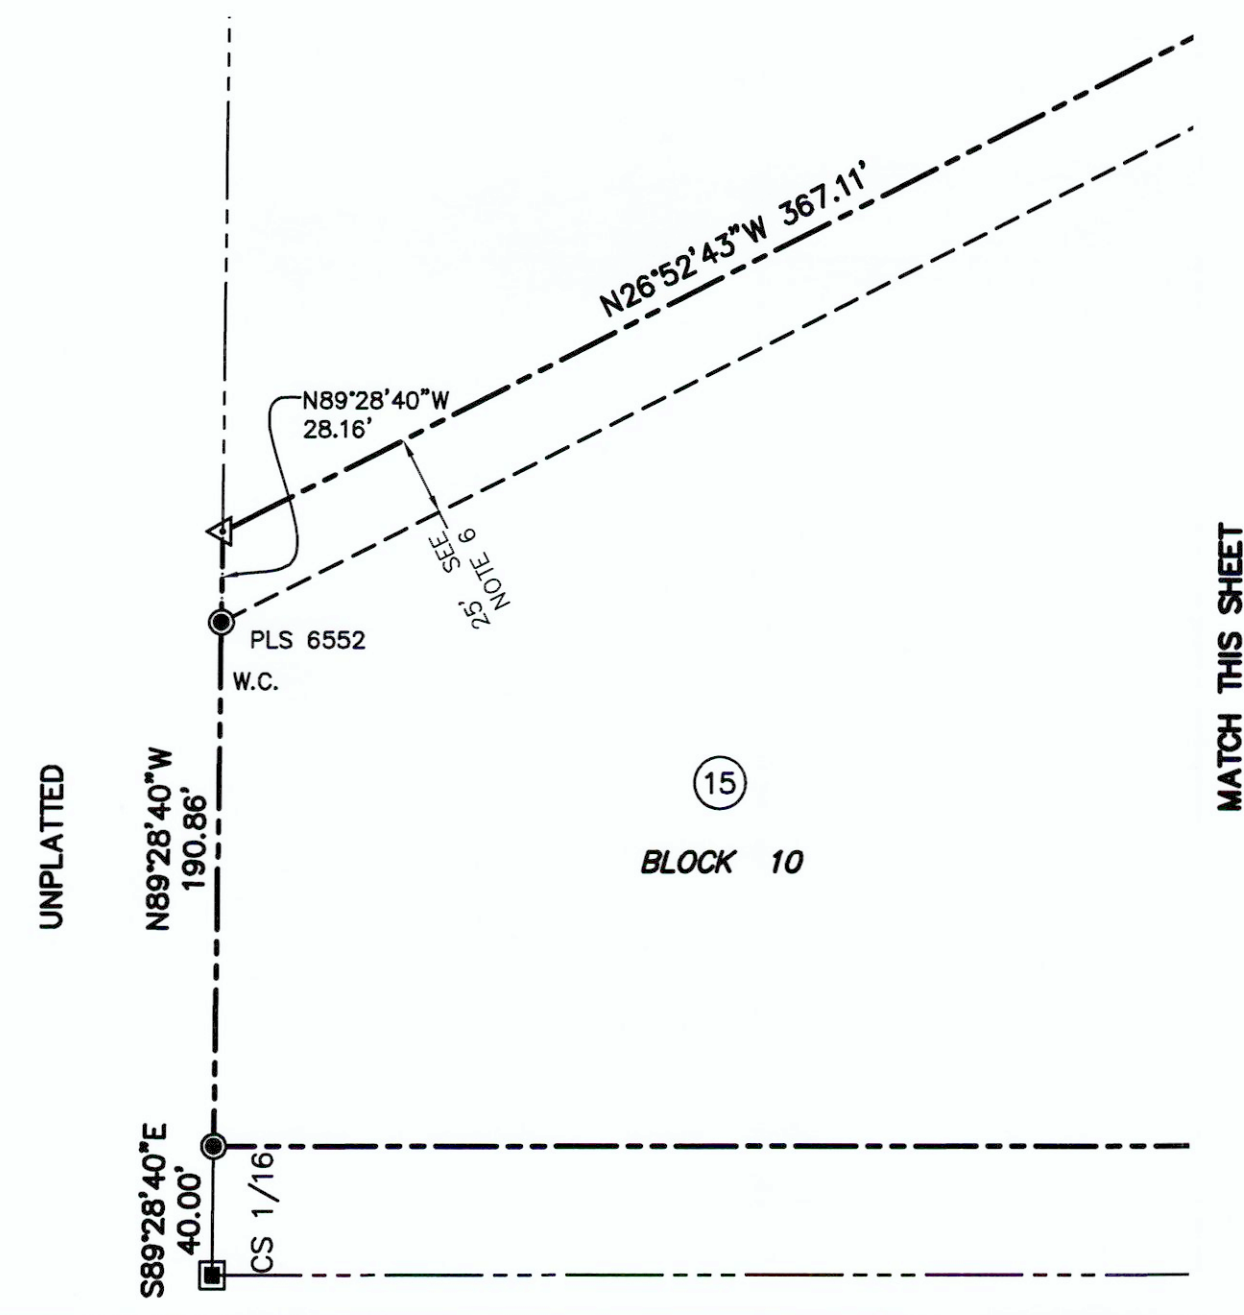 N26°52'43"W 367.11'
N89°28'40"W
28.16'
25' SEE
NOTE 6
PLS 6552
W.C.
MATCH THIS SHEET
UNPLATTED
N89°28'40"W
190.86'
15
BLOCK 10
S89°28'40"E
40.00'
CS 1/16